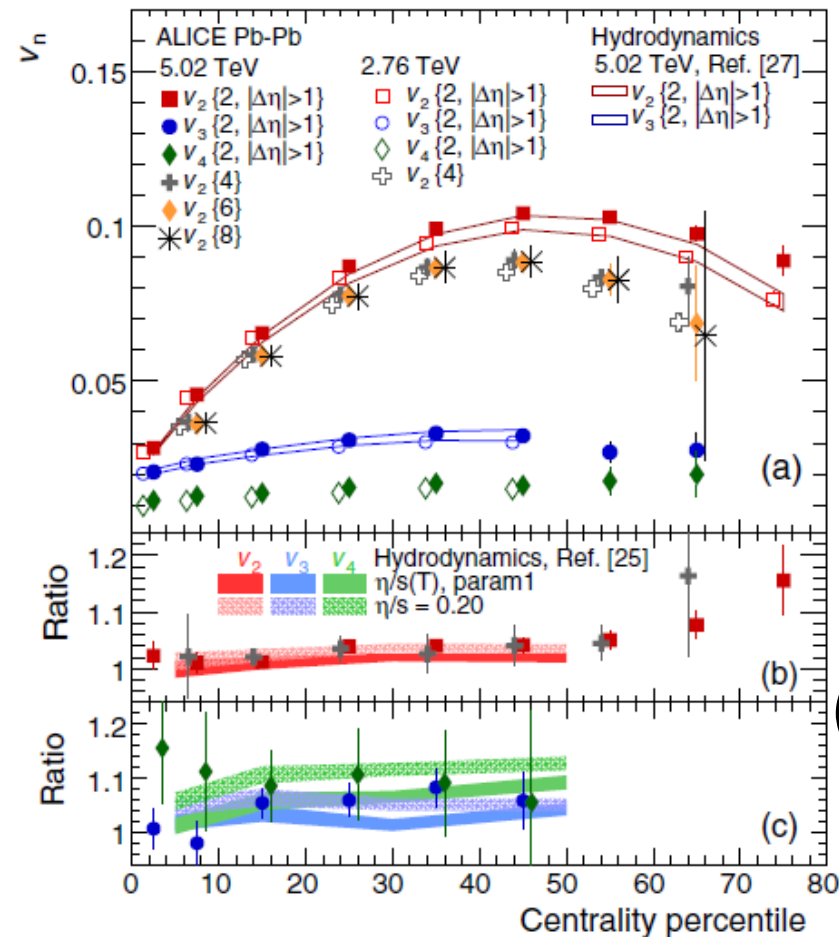 v_n
ALICE Pb-Pb
5.02 TeV
v_2 {2, |Δη|>1}
v_3 {2, |Δη|>1}
v_4 {2, |Δη|>1}
v_2 {4}
v_2 {6}
v_2 {8}
2.76 TeV
v_2 {2, |Δη|>1}
v_3 {2, |Δη|>1}
v_4 {2, |Δη|>1}
v_2 {4}
Hydrodynamics
5.02 TeV, Ref. [27]
v_2 {2, |Δη|>1}
v_3 {2, |Δη|>1}
0.15
0.1
0.05
(a)
Ratio
1.2
1.1
1
v_2 v_3 v_4 Hydrodynamics, Ref. [25]
η/s(T), param1
η/s = 0.20
(b)
Ratio
1.2
1.1
1
(c)
0 10 20 30 40 50 60 70 80
Centrality percentile